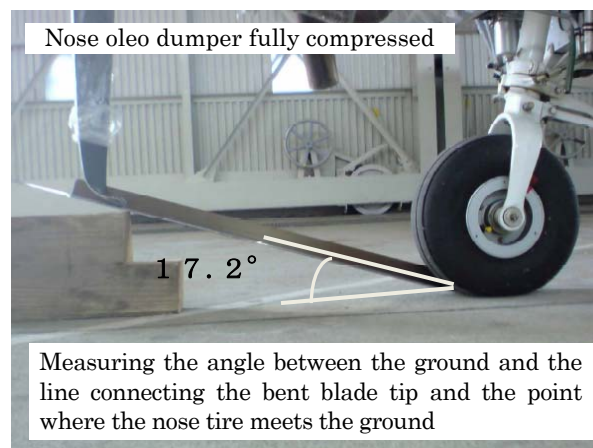 Nose oleo dumper fully compressed
１７.２°
Measuring the angle between the ground and the
line connecting the bent blade tip and the point
where the nose tire meets the ground